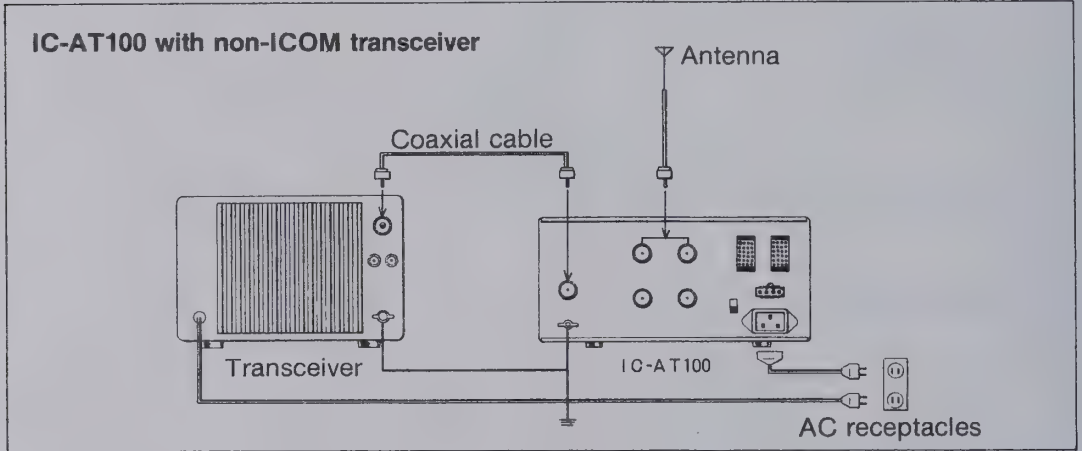 IC-AT100 with non-ICOM transceiver
Antenna
Coaxial cable
Transceiver
IC-AT100
AC receptacles